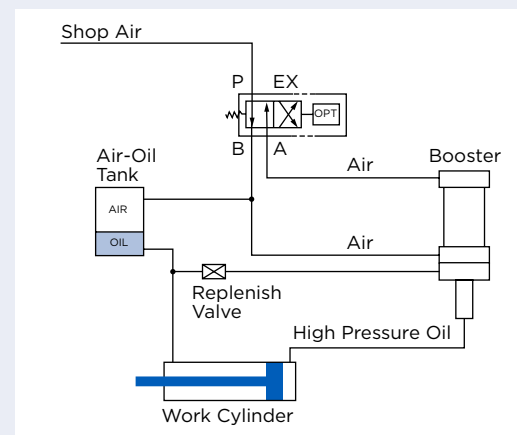 Shop Air
P EX
OPT
B A
Air-Oil
Tank
Air
Booster
AIR
OIL
Air
Replenish
Valve
High Pressure Oil
Work Cylinder